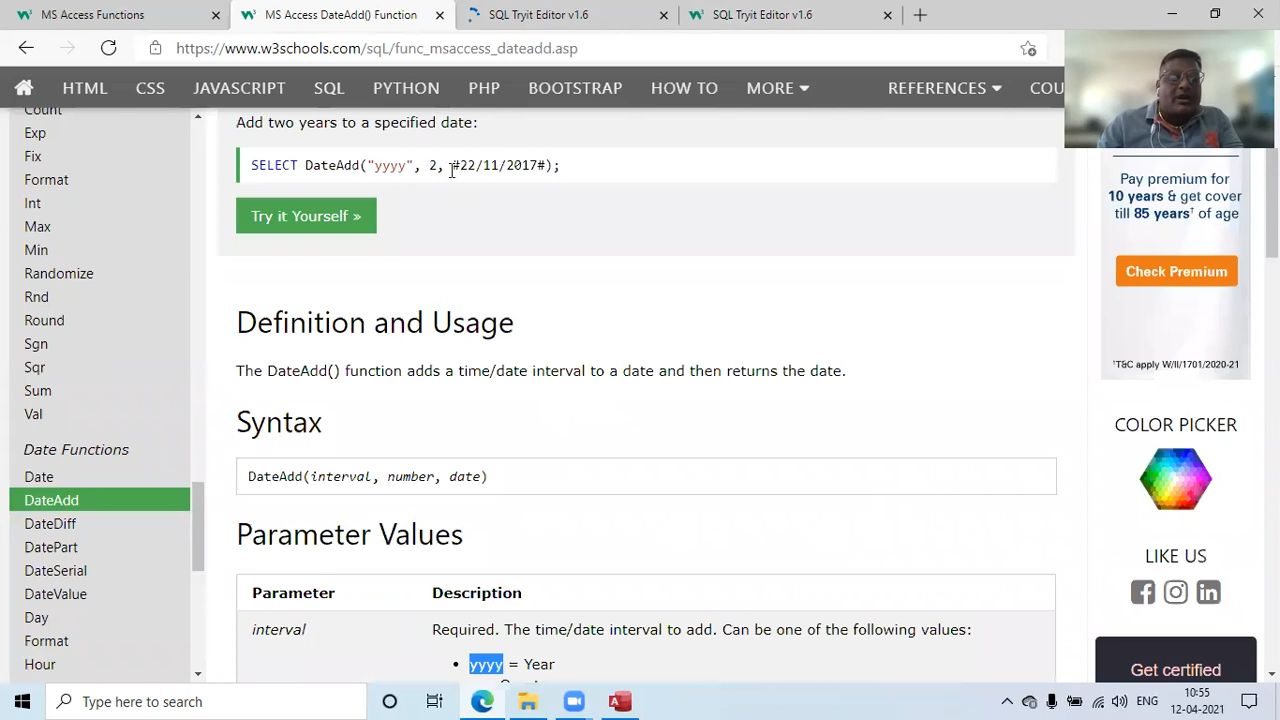 MS Access Functions
MS Access DateAdd() Function
SQL Tryit Editor v1.6
SQL Tryit Editor v1.6
https://www.w3schools.com/sqL/func_msaccess_dateadd.asp
HTML CSS JAVASCRIPT SQL PYTHON PHP BOOTSTRAP HOW TO MORE REFERENCES COU
Count
Exp
Fix
Format
Int
Max
Min
Randomize
Rnd
Round
Sgn
Sqr
Sum
Val
Date Functions
Date
DateAdd
DateDiff
DatePart
DateSerial
DateValue
Day
Format
Hour
Add two years to a specified date:
SELECT DateAdd("yyyy", 2, #22/11/2017#);
Try it Yourself »
Definition and Usage
The DateAdd() function adds a time/date interval to a date and then returns the date.
Syntax
DateAdd(interval, number, date)
Parameter Values
Parameter Description
interval Required. The time/date interval to add. Can be one of the following values:
• yyyy = Year
Pay premium for
10 years & get cover
till 85 years† of age
Check Premium
†T&C apply W/II/1701/2020-21
COLOR PICKER
LIKE US
Get certified
Type here to search
ENG
10:55
12-04-2021